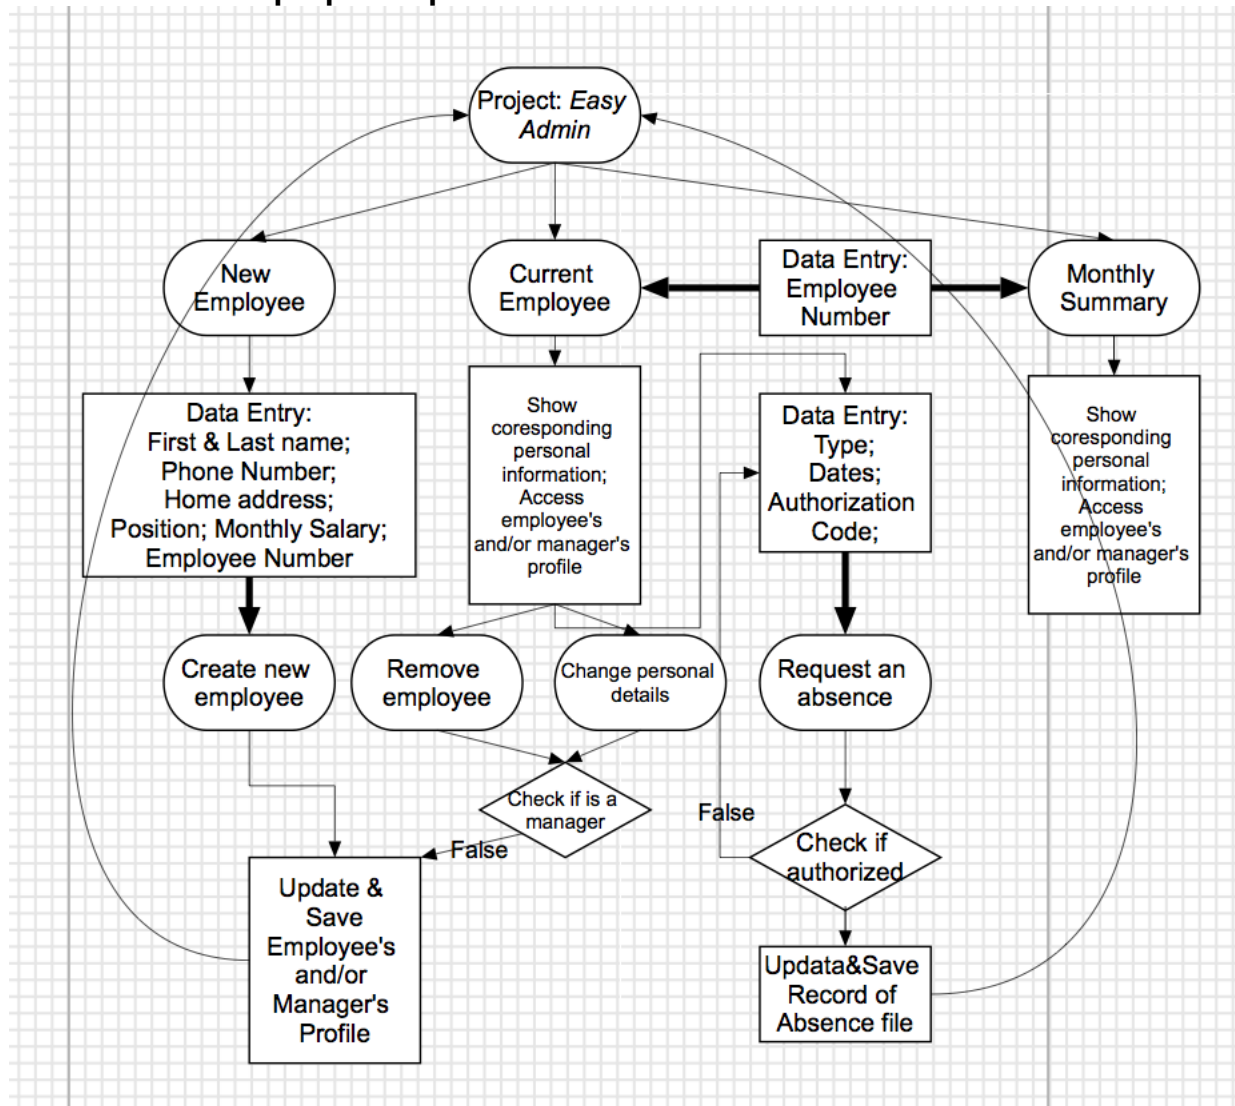 Project: Easy
Admin
New
Employee
Current
Employee
Data Entry:
Employee
Number
Monthly
Summary
Data Entry:
First & Last name;
Phone Number;
Home address;
Position; Monthly Salary;
Employee Number
Show
coresponding
personal
information;
Access
employee's
and/or manager's
profile
Data Entry:
Type;
Dates;
Authorization
Code;
Show
coresponding
personal
information;
Access
employee's
and/or manager's
profile
Create new
employee
Remove
employee
Change personal
details
Request an
absence
Check if is a
manager
False
False
Check if
authorized
Update &
Save
Employee's
and/or
Manager's
Profile
Updata&Save
Record of
Absence file